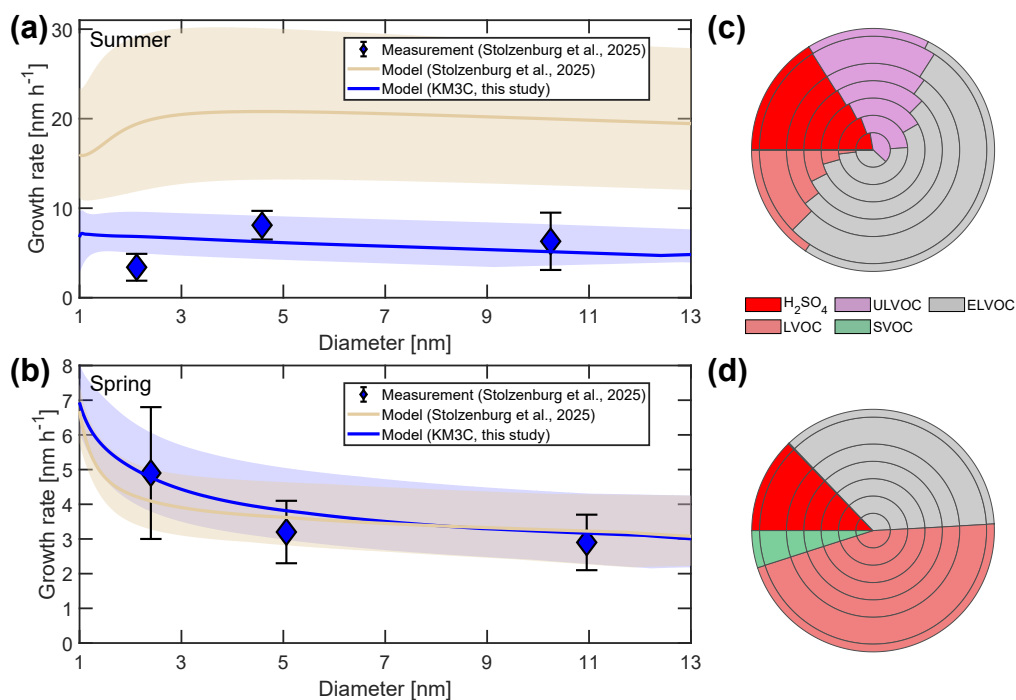 (a)
Summer
Growth rate [nm h⁻¹]
30
20
10
0
Measurement (Stolzenburg et al., 2025)
Model (Stolzenburg et al., 2025)
Model (KM3C, this study)
1 3 5 7 9 11 13
Diameter [nm]
(c)
H₂SO₄ ULVOC ELVOC
LVOC SVOC
(b)
Spring
Growth rate [nm h⁻¹]
8
7
6
5
4
3
2
1
0
Measurement (Stolzenburg et al., 2025)
Model (Stolzenburg et al., 2025)
Model (KM3C, this study)
1 3 5 7 9 11 13
Diameter [nm]
(d)